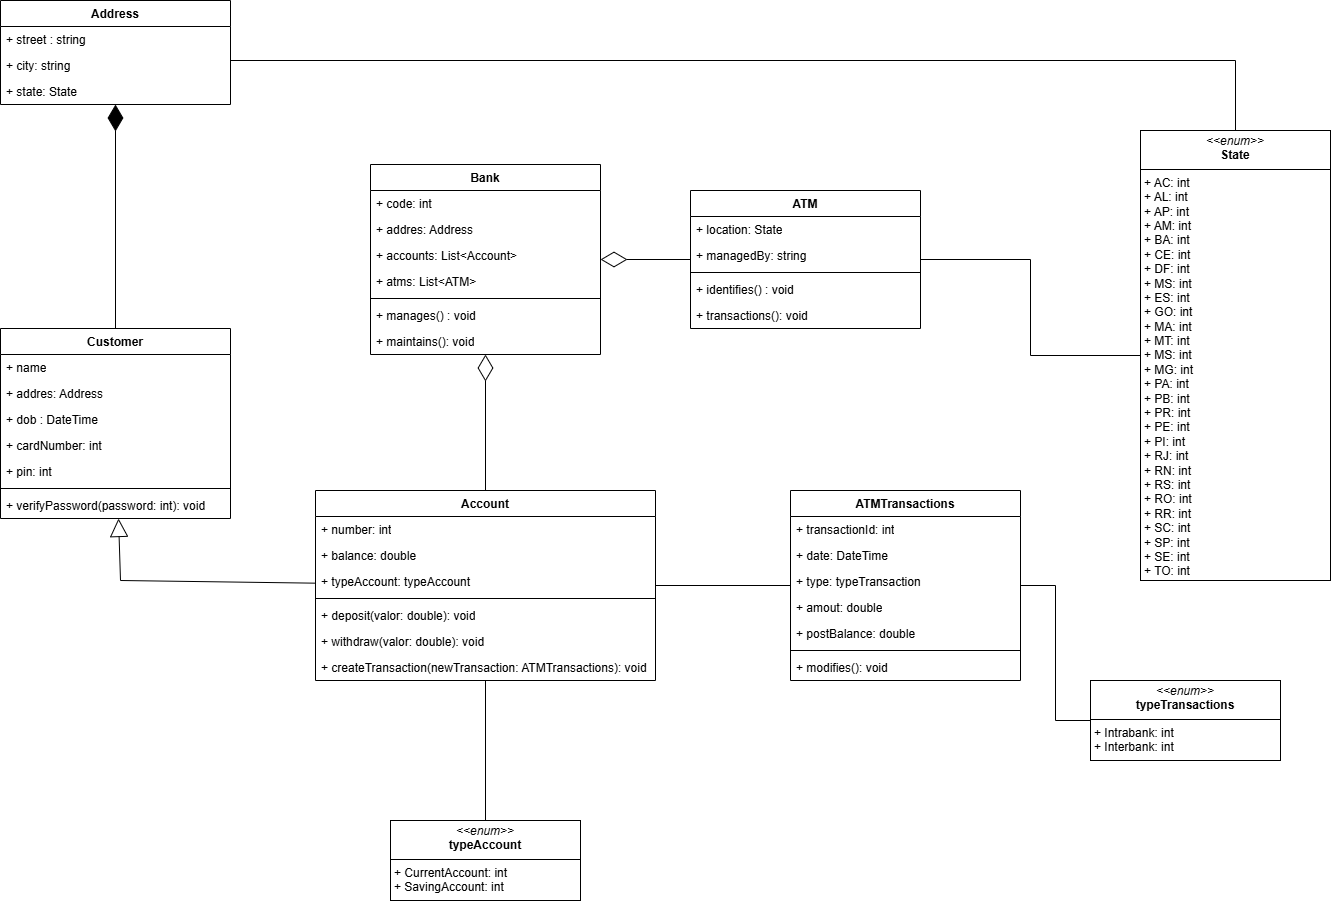 Address
+ street : string
+ city: string
+ state: State
<<enum>>
State
+ AC: int
+ AL: int
+ AP: int
+ AM: int
+ BA: int
+ CE: int
+ DF: int
+ MS: int
+ ES: int
+ GO: int
+ MA: int
+ MT: int
+ MS: int
+ MG: int
+ PA: int
+ PB: int
+ PR: int
+ PE: int
+ PI: int
+ RJ: int
+ RN: int
+ RS: int
+ RO: int
+ RR: int
+ SC: int
+ SP: int
+ SE: int
+ TO: int
Bank
+ code: int
+ addres: Address
+ accounts: List<Account>
+ atms: List<ATM>
+ manages() : void
+ maintains(): void
ATM
+ location: State
+ managedBy: string
+ identifies() : void
+ transactions(): void
Customer
+ name
+ addres: Address
+ dob : DateTime
+ cardNumber: int
+ pin: int
+ verifyPassword(password: int): void
Account
+ number: int
+ balance: double
+ typeAccount: typeAccount
+ deposit(valor: double): void
+ withdraw(valor: double): void
+ createTransaction(newTransaction: ATMTransactions): void
ATMTransactions
+ transactionId: int
+ date: DateTime
+ type: typeTransaction
+ amout: double
+ postBalance: double
+ modifies(): void
<<enum>>
typeTransactions
+ Intrabank: int
+ Interbank: int
<<enum>>
typeAccount
+ CurrentAccount: int
+ SavingAccount: int